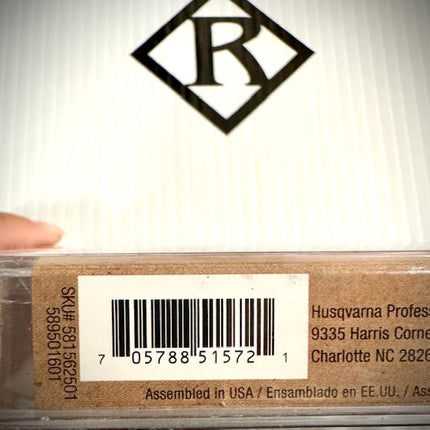 R
SKU# 581562501
589501601
7 05788 51572 1
Husqvarna Profess
9335 Harris Corne
Charlotte NC 2826
Assembled in USA / Ensamblado en EE.UU. / Ass